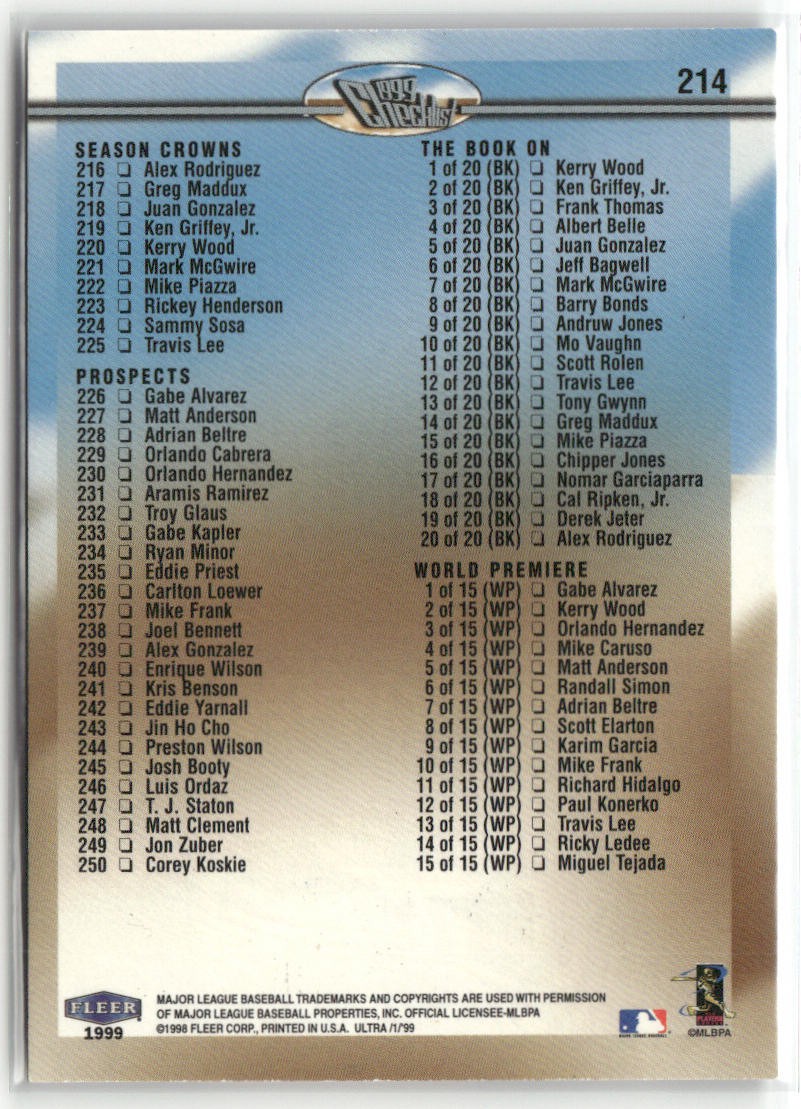 214
1999
Checklist
SEASON CROWNS
216 ❏ Alex Rodriguez
217 ❏ Greg Maddux
218 ❏ Juan Gonzalez
219 ❏ Ken Griffey, Jr.
220 ❏ Kerry Wood
221 ❏ Mark McGwire
222 ❏ Mike Piazza
223 ❏ Rickey Henderson
224 ❏ Sammy Sosa
225 ❏ Travis Lee
PROSPECTS
226 ❏ Gabe Alvarez
227 ❏ Matt Anderson
228 ❏ Adrian Beltre
229 ❏ Orlando Cabrera
230 ❏ Orlando Hernandez
231 ❏ Aramis Ramirez
232 ❏ Troy Glaus
233 ❏ Gabe Kapler
234 ❏ Ryan Minor
235 ❏ Eddie Priest
236 ❏ Carlton Loewer
237 ❏ Mike Frank
238 ❏ Joel Bennett
239 ❏ Alex Gonzalez
240 ❏ Enrique Wilson
241 ❏ Kris Benson
242 ❏ Eddie Yarnall
243 ❏ Jin Ho Cho
244 ❏ Preston Wilson
245 ❏ Josh Booty
246 ❏ Luis Ordaz
247 ❏ T. J. Staton
248 ❏ Matt Clement
249 ❏ Jon Zuber
250 ❏ Corey Koskie
THE BOOK ON
1 of 20 (BK) ❏ Kerry Wood
2 of 20 (BK) ❏ Ken Griffey, Jr.
3 of 20 (BK) ❏ Frank Thomas
4 of 20 (BK) ❏ Albert Belle
5 of 20 (BK) ❏ Juan Gonzalez
6 of 20 (BK) ❏ Jeff Bagwell
7 of 20 (BK) ❏ Mark McGwire
8 of 20 (BK) ❏ Barry Bonds
9 of 20 (BK) ❏ Andruw Jones
10 of 20 (BK) ❏ Mo Vaughn
11 of 20 (BK) ❏ Scott Rolen
12 of 20 (BK) ❏ Travis Lee
13 of 20 (BK) ❏ Tony Gwynn
14 of 20 (BK) ❏ Greg Maddux
15 of 20 (BK) ❏ Mike Piazza
16 of 20 (BK) ❏ Chipper Jones
17 of 20 (BK) ❏ Nomar Garciaparra
18 of 20 (BK) ❏ Cal Ripken, Jr.
19 of 20 (BK) ❏ Derek Jeter
20 of 20 (BK) ❏ Alex Rodriguez
WORLD PREMIERE
1 of 15 (WP) ❏ Gabe Alvarez
2 of 15 (WP) ❏ Kerry Wood
3 of 15 (WP) ❏ Orlando Hernandez
4 of 15 (WP) ❏ Mike Caruso
5 of 15 (WP) ❏ Matt Anderson
6 of 15 (WP) ❏ Randall Simon
7 of 15 (WP) ❏ Adrian Beltre
8 of 15 (WP) ❏ Scott Elarton
9 of 15 (WP) ❏ Karim Garcia
10 of 15 (WP) ❏ Mike Frank
11 of 15 (WP) ❏ Richard Hidalgo
12 of 15 (WP) ❏ Paul Konerko
13 of 15 (WP) ❏ Travis Lee
14 of 15 (WP) ❏ Ricky Ledee
15 of 15 (WP) ❏ Miguel Tejada
FLEER
1999
MAJOR LEAGUE BASEBALL TRADEMARKS AND COPYRIGHTS ARE USED WITH PERMISSION
OF MAJOR LEAGUE BASEBALL PROPERTIES, INC. OFFICIAL LICENSEE-MLBPA
©1998 FLEER CORP., PRINTED IN U.S.A. ULTRA /1/'99
MAJOR LEAGUE BASEBALL
PLAYERS
©MLBPA